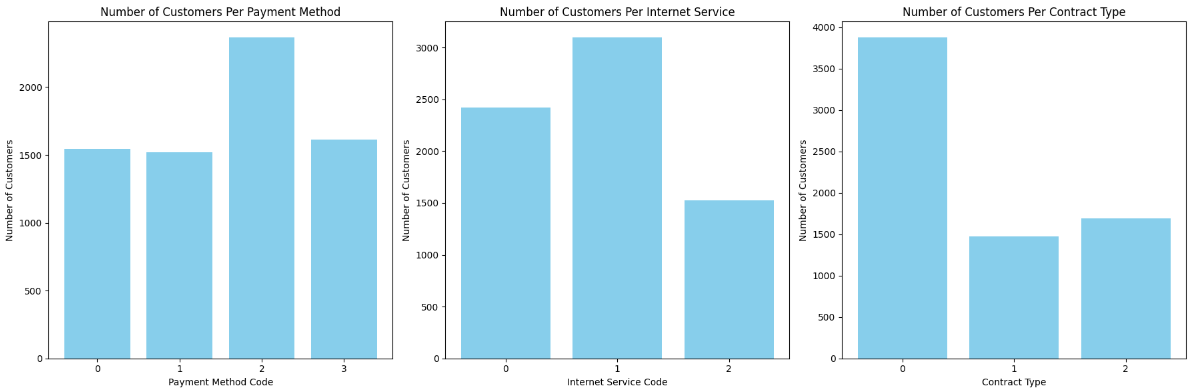 Number of Customers Per Payment Method
Number of Customers
2000
1500
1000
500
0
0 1 2 3
Payment Method Code
Number of Customers Per Internet Service
Number of Customers
3000
2500
2000
1500
1000
500
0
0 1 2
Internet Service Code
Number of Customers Per Contract Type
Number of Customers
4000
3500
3000
2500
2000
1500
1000
500
0
0 1 2
Contract Type